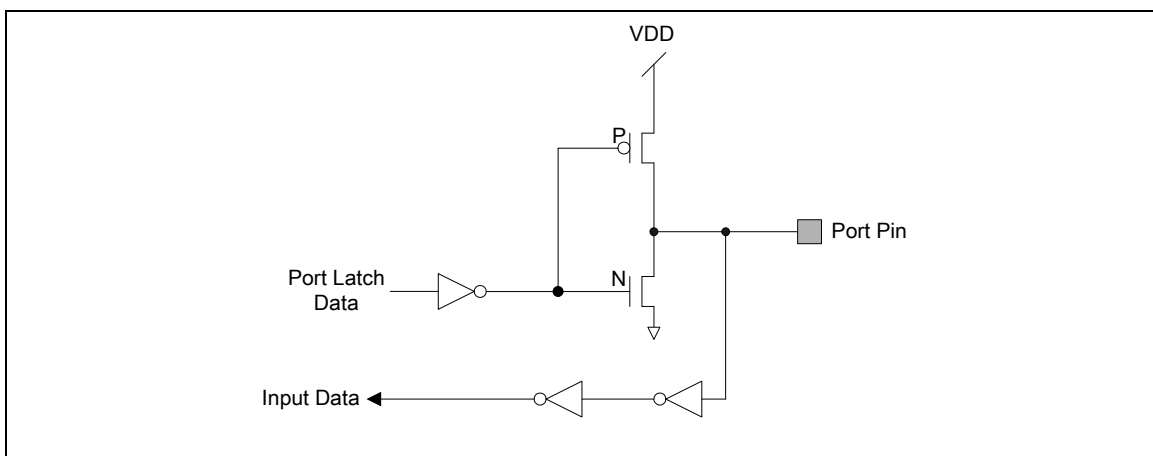 VDD
P
Port Pin
N
Port Latch
Data
Input Data